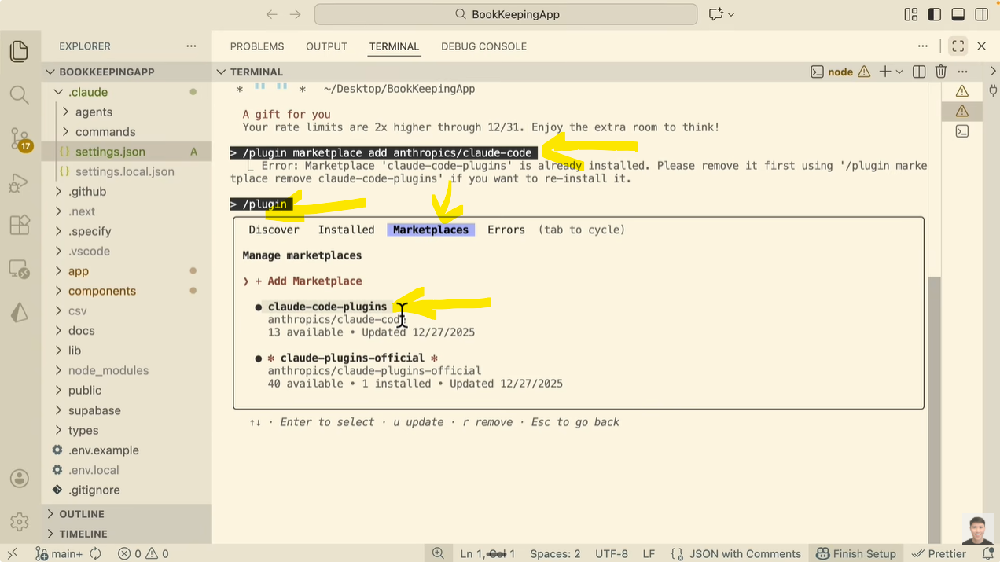 BookKeepingApp
EXPLORER
PROBLEMS OUTPUT TERMINAL DEBUG CONSOLE
BOOKKEEPINGAPP
.claude
agents
commands
settings.json A
settings.local.json
.github
.next
.specify
.vscode
app
components
csv
docs
lib
node_modules
public
supabase
types
.env.example
.env.local
.gitignore
OUTLINE
TIMELINE
17
TERMINAL
node
* " " * ~/Desktop/BookKeepingApp
A gift for you
Your rate limits are 2x higher through 12/31. Enjoy the extra room to think!
> /plugin marketplace add anthropics/claude-code
Error: Marketplace 'claude-code-plugins' is already installed. Please remove it first using '/plugin marke
tplace remove claude-code-plugins' if you want to re-install it.
> /plugin
Discover Installed Marketplaces Errors (tab to cycle)
Manage marketplaces
❯ + Add Marketplace
● claude-code-plugins
anthropics/claude-code
13 available • Updated 12/27/2025
● * claude-plugins-official *
anthropics/claude-plugins-official
40 available • 1 installed • Updated 12/27/2025
↑↓ · Enter to select · u update · r remove · Esc to go back
main+ 0 0 Ln 1, Col 1 Spaces: 2 UTF-8 LF {} JSON with Comments Finish Setup Prettier